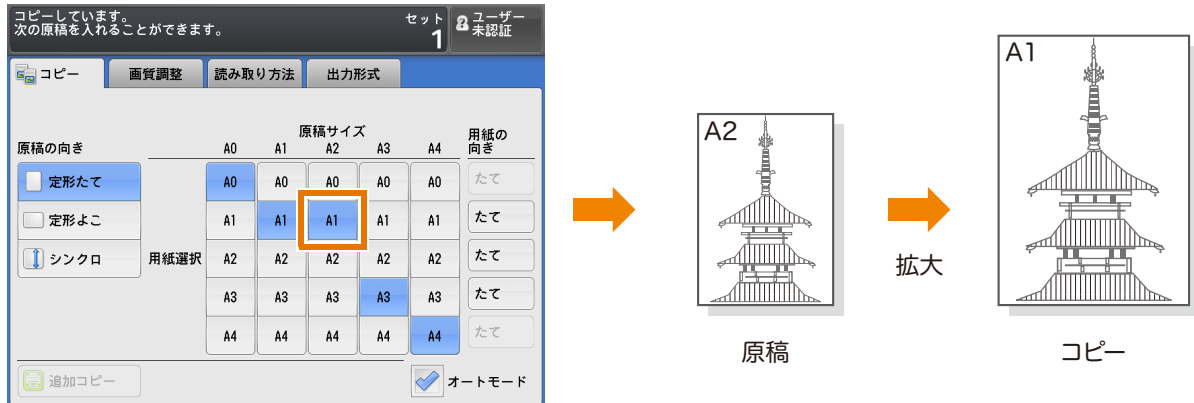 コピーしています。
次の原稿を入れることができます。
セット
1
ユーザー
未認証
コピー
画質調整
読み取り方法
出力形式
原稿サイズ
用紙の
向き
原稿の向き
A0 A1 A2 A3 A4
定形たて
A0 A0 A0 A0 A0
たて
定形よこ
A1 A1 A1 A1 A1
たて
シンクロ
用紙選択
A2 A2 A2 A2 A2
たて
A3 A3 A3 A3 A3
たて
A4 A4 A4 A4 A4
たて
追加コピー
オートモード
A2
原稿
拡大
A1
コピー